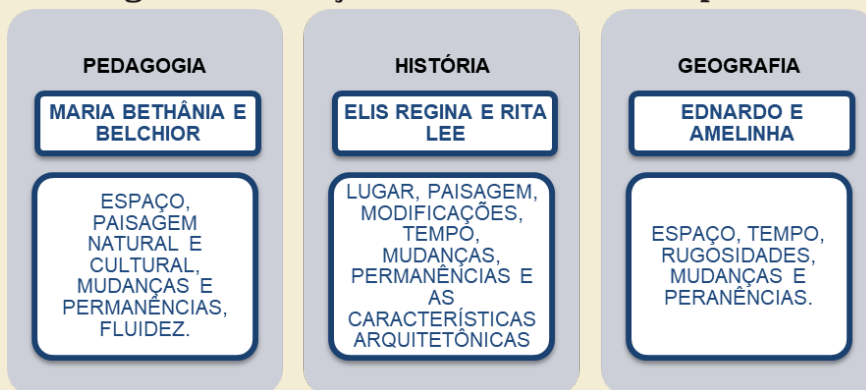 PEDAGOGIA
MARIA BETHÂNIA E
BELCHIOR
ESPAÇO,
PAISAGEM
NATURAL E
CULTURAL,
MUDANÇAS E
PERMANÊNCIAS,
FLUIDEZ.
HISTÓRIA
ELIS REGINA E RITA
LEE
LUGAR, PAISAGEM,
MODIFICAÇÕES,
TEMPO,
MUDANÇAS,
PERMANÊNCIAS E
AS
CARACTERÍSTICAS
ARQUITETÔNICAS
GEOGRAFIA
EDNARDO E
AMELINHA
ESPAÇO, TEMPO,
RUGOSIDADES,
MUDANÇAS E
PERANÊNCIAS.